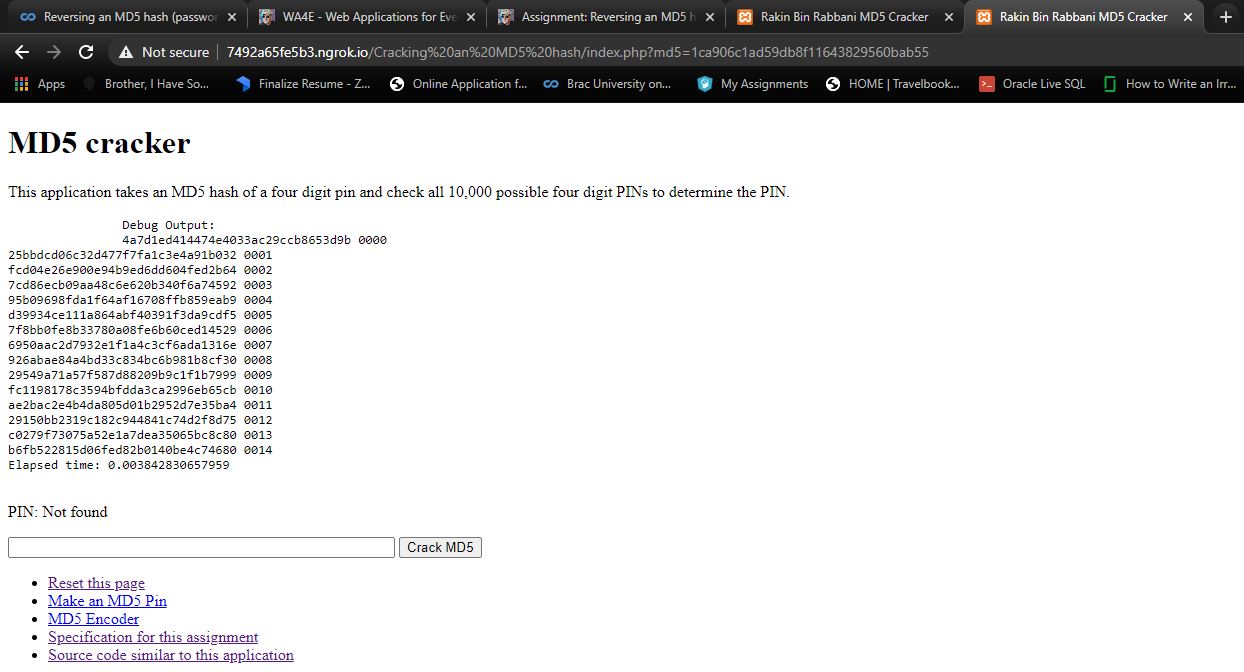 Reversing an MD5 hash (passwor
WA4E - Web Applications for Eve
Assignment: Reversing an MD5 h
Rakin Bin Rabbani MD5 Cracker
Rakin Bin Rabbani MD5 Cracker
Not secure 7492a65fe5b3.ngrok.io/Cracking%20an%20MD5%20hash/index.php?md5=1ca906c1ad59db8f11643829560bab55
Apps Brother, I Have So... Finalize Resume - Z... Online Application f... Brac University on... My Assignments HOME | Travelbook... Oracle Live SQL How to Write an Irr...
MD5 cracker
This application takes an MD5 hash of a four digit pin and check all 10,000 possible four digit PINs to determine the PIN.
Debug Output:
4a7d1ed414474e4033ac29ccb8653d9b 0000
25bbdcd06c32d477f7fa1c3e4a91b032 0001
fcd04e26e900e94b9ed6dd604fed2b64 0002
7cd86ecb09aa48c6e620b340f6a74592 0003
95b09698fda1f64af16708ffb859eab9 0004
d39934ce111a864abf40391f3da9cdf5 0005
7f8bb0fe8b33780a08fe6b60ced14529 0006
6950aac2d7932e1f1a4c3cf6ada1316e 0007
926abae84a4bd33c834bc6b981b8cf30 0008
29549a71a57f587d88209b9c1f1b7999 0009
fc1198178c3594bfdda3ca2996eb65cb 0010
ae2bac2e4b4da805d01b2952d7e35ba4 0011
29150bb2319c182c944841c74d2f8d75 0012
c0279f73075a52e1a7dea35065bc8c80 0013
b6fb522815d06fed82b0140be4c74680 0014
Elapsed time: 0.003842830657959
PIN: Not found
Crack MD5
Reset this page
Make an MD5 Pin
MD5 Encoder
Specification for this assignment
Source code similar to this application